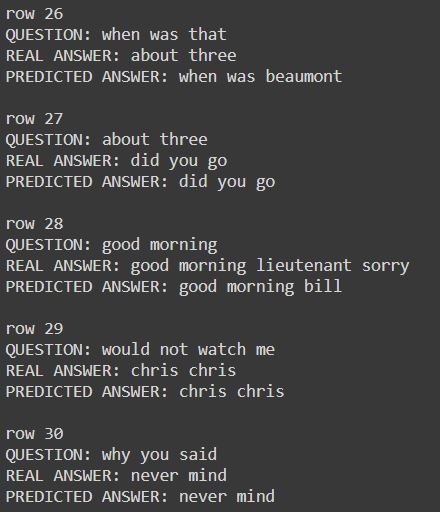 row 26
QUESTION: when was that
REAL ANSWER: about three
PREDICTED ANSWER: when was beaumont
row 27
QUESTION: about three
REAL ANSWER: did you go
PREDICTED ANSWER: did you go
row 28
QUESTION: good morning
REAL ANSWER: good morning lieutenant sorry
PREDICTED ANSWER: good morning bill
row 29
QUESTION: would not watch me
REAL ANSWER: chris chris
PREDICTED ANSWER: chris chris
row 30
QUESTION: why you said
REAL ANSWER: never mind
PREDICTED ANSWER: never mind